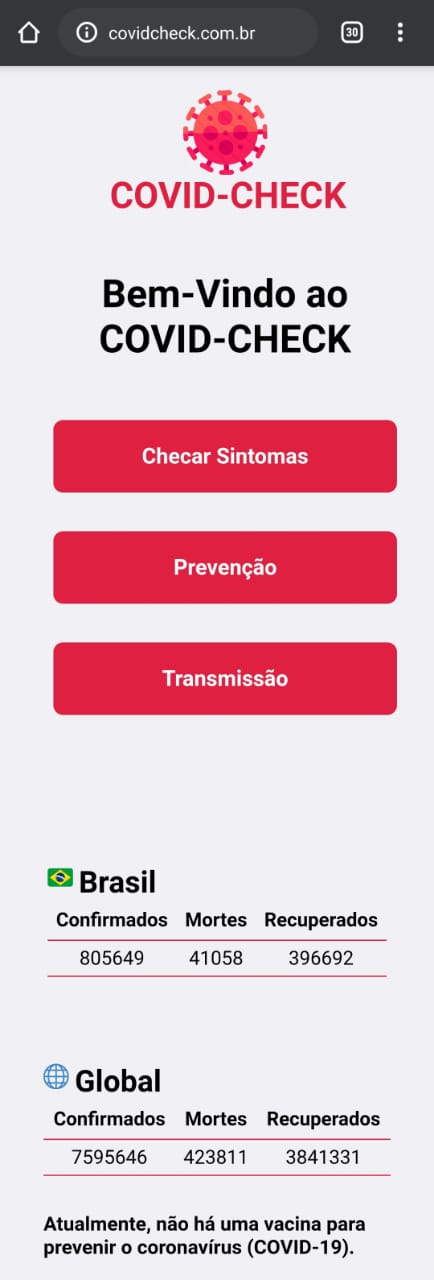 covidcheck.com.br
30
COVID-CHECK
Bem-Vindo ao
COVID-CHECK
Checar Sintomas
Prevenção
Transmissão
Brasil
Confirmados Mortes Recuperados
805649 41058 396692
Global
Confirmados Mortes Recuperados
7595646 423811 3841331
Atualmente, não há uma vacina para
prevenir o coronavírus (COVID-19).